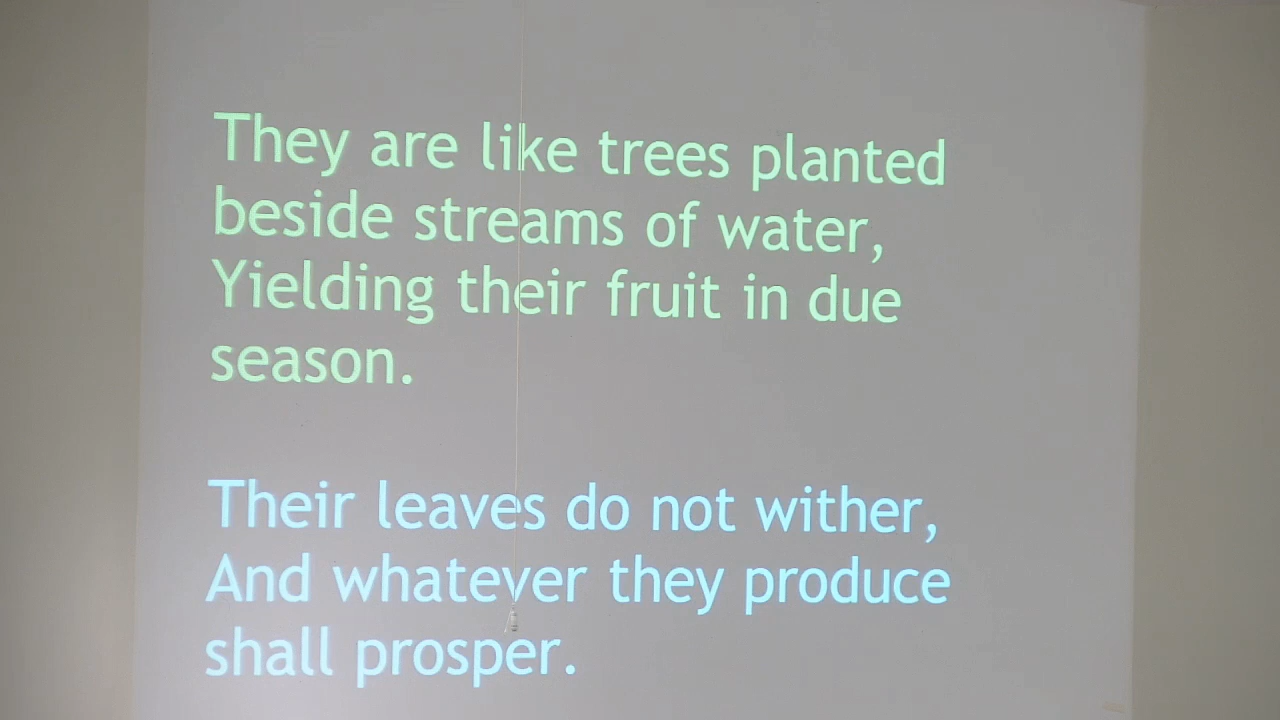 They are like trees planted
beside streams of water,
Yielding their fruit in due
season.
Their leaves do not wither,
And whatever they produce
shall prosper.